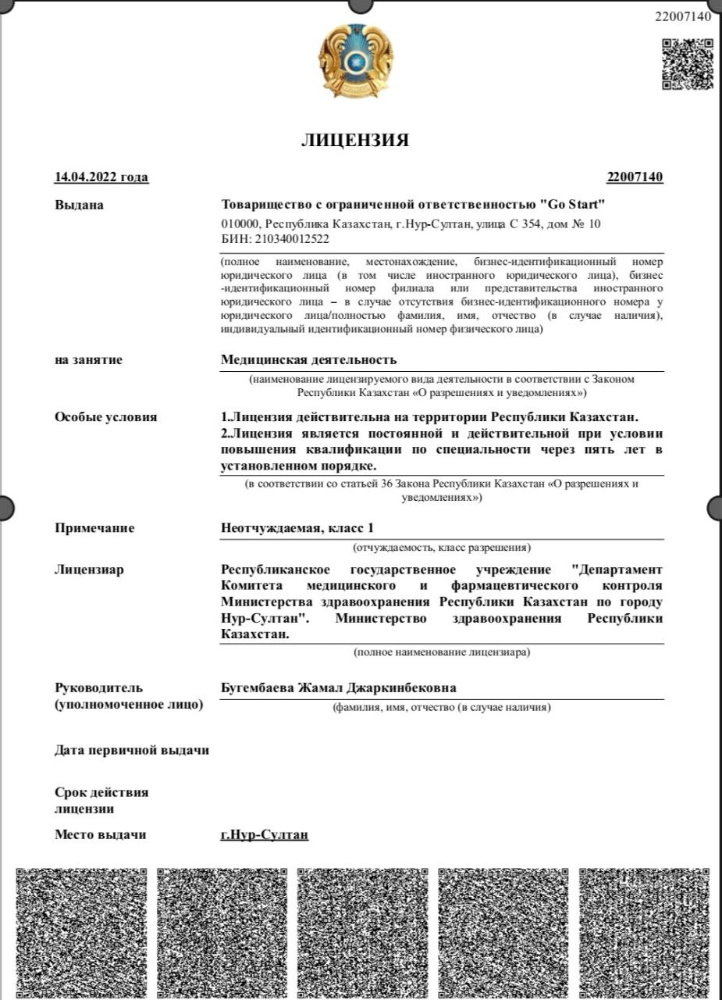 22007140
ЛИЦЕНЗИЯ
14.04.2022 года 22007140
Выдана Товарищество с ограниченной ответственностью "Go Start"
010000, Республика Казахстан, г.Нур-Султан, улица С 354, дом № 10
БИН: 210340012522
(полное наименование, местонахождение, бизнес-идентификационный номер
юридического лица (в том числе иностранного юридического лица), бизнес
-идентификационный номер филиала или представительства иностранного
юридического лица – в случае отсутствия бизнес-идентификационного номера у
юридического лица/полностью фамилия, имя, отчество (в случае наличия),
индивидуальный идентификационный номер физического лица)
на занятие Медицинская деятельность
(наименование лицензируемого вида деятельности в соответствии с Законом
Республики Казахстан «О разрешениях и уведомлениях»)
Особые условия 1.Лицензия действительна на территории Республики Казахстан.
2.Лицензия является постоянной и действительной при условии
повышения квалификации по специальности через пять лет в
установленном порядке.
(в соответствии со статьей 36 Закона Республики Казахстан «О разрешениях и
уведомлениях»)
Примечание Неотчуждаемая, класс 1
(отчуждаемость, класс разрешения)
Лицензиар Республиканское государственное учреждение "Департамент
Комитета медицинского и фармацевтического контроля
Министерства здравоохранения Республики Казахстан по городу
Нур-Султан". Министерство здравоохранения Республики
Казахстан.
(полное наименование лицензиара)
Руководитель Бугембаева Жамал Джаркинбековна
(уполномоченное лицо) (фамилия, имя, отчество (в случае наличия)
Дата первичной выдачи
Срок действия
лицензии
Место выдачи г.Нур-Султан